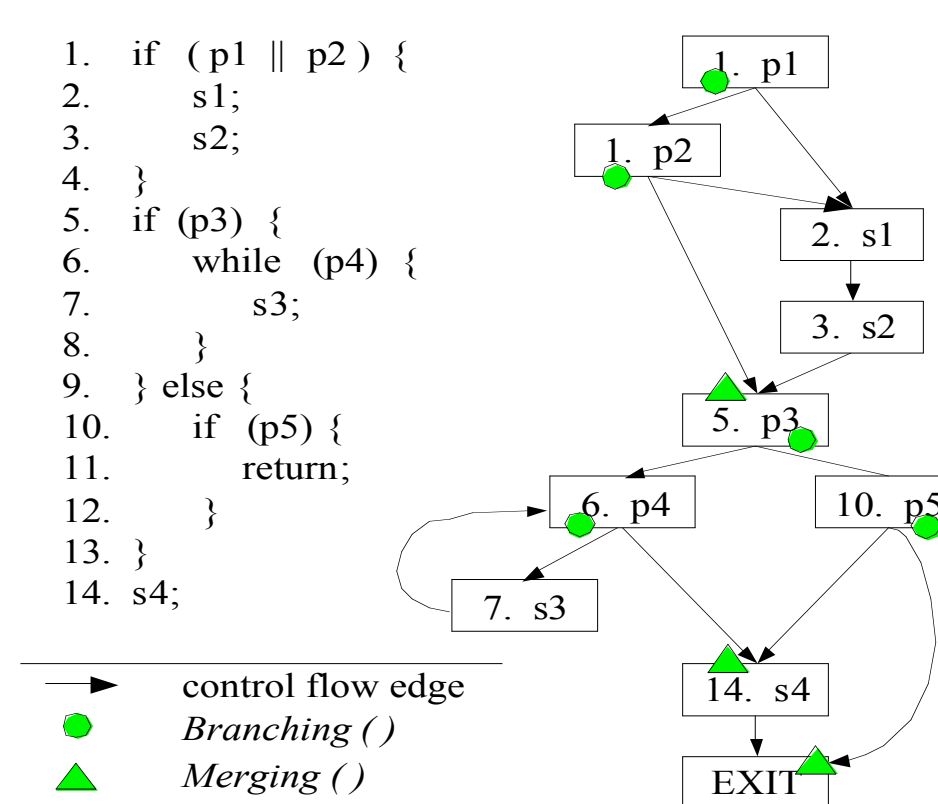 1. if ( p1 || p2 ) {
2. s1;
3. s2;
4. }
5. if (p3) {
6. while (p4) {
7. s3;
8. }
9. } else {
10. if (p5) {
11. return;
12. }
13. }
14. s4;
control flow edge
Branching ( )
Merging ( )
1. p1
1. p2
2. s1
3. s2
5. p3
6. p4
10. p5
7. s3
14. s4
EXIT